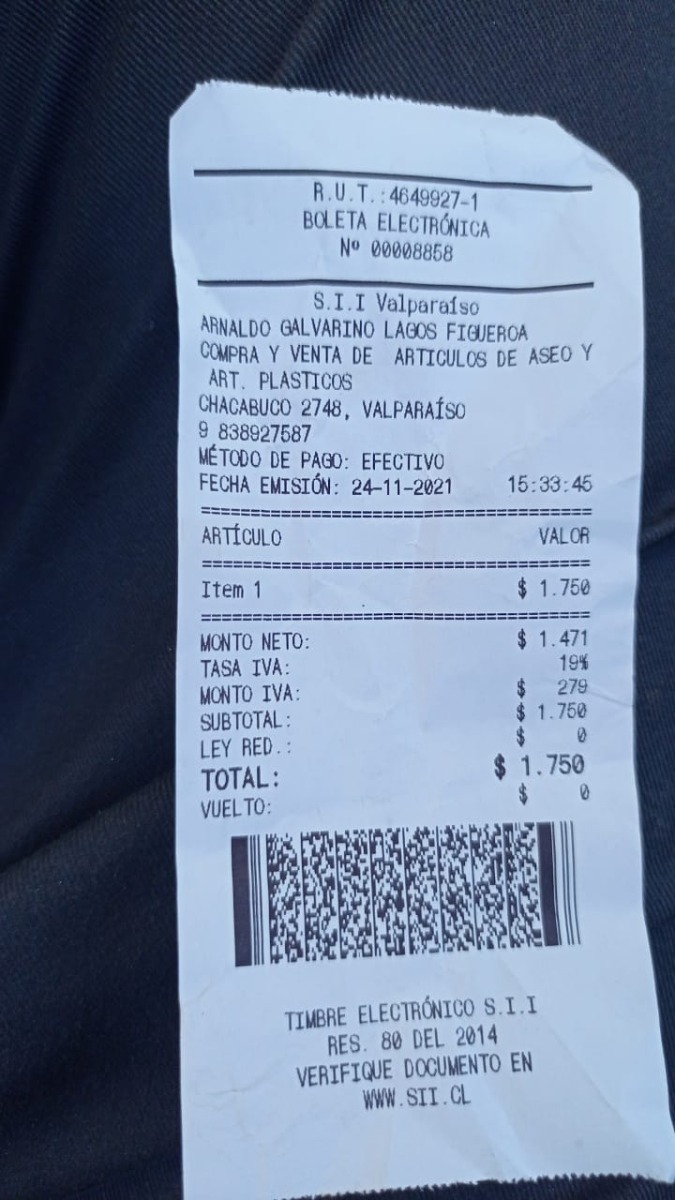 R.U.T.:4649927-1
BOLETA ELECTRÓNICA
Nº 00008858
S.I.I Valparaíso
ARNALDO GALVARINO LAGOS FIGUEROA
COMPRA Y VENTA DE ARTICULOS DE ASEO Y
ART. PLASTICOS
CHACABUCO 2748, VALPARAÍSO
9 838927587
MÉTODO DE PAGO: EFECTIVO
FECHA EMISIÓN: 24-11-2021 15:33:45
ARTÍCULO VALOR
Item 1 $ 1.750
MONTO NETO: $ 1.471
TASA IVA: 19%
MONTO IVA: $ 279
SUBTOTAL: $ 1.750
LEY RED.: $ 0
TOTAL: $ 1.750
VUELTO: $ 0
TIMBRE ELECTRÓNICO S.I.I
RES. 80 DEL 2014
VERIFIQUE DOCUMENTO EN
WWW.SII.CL